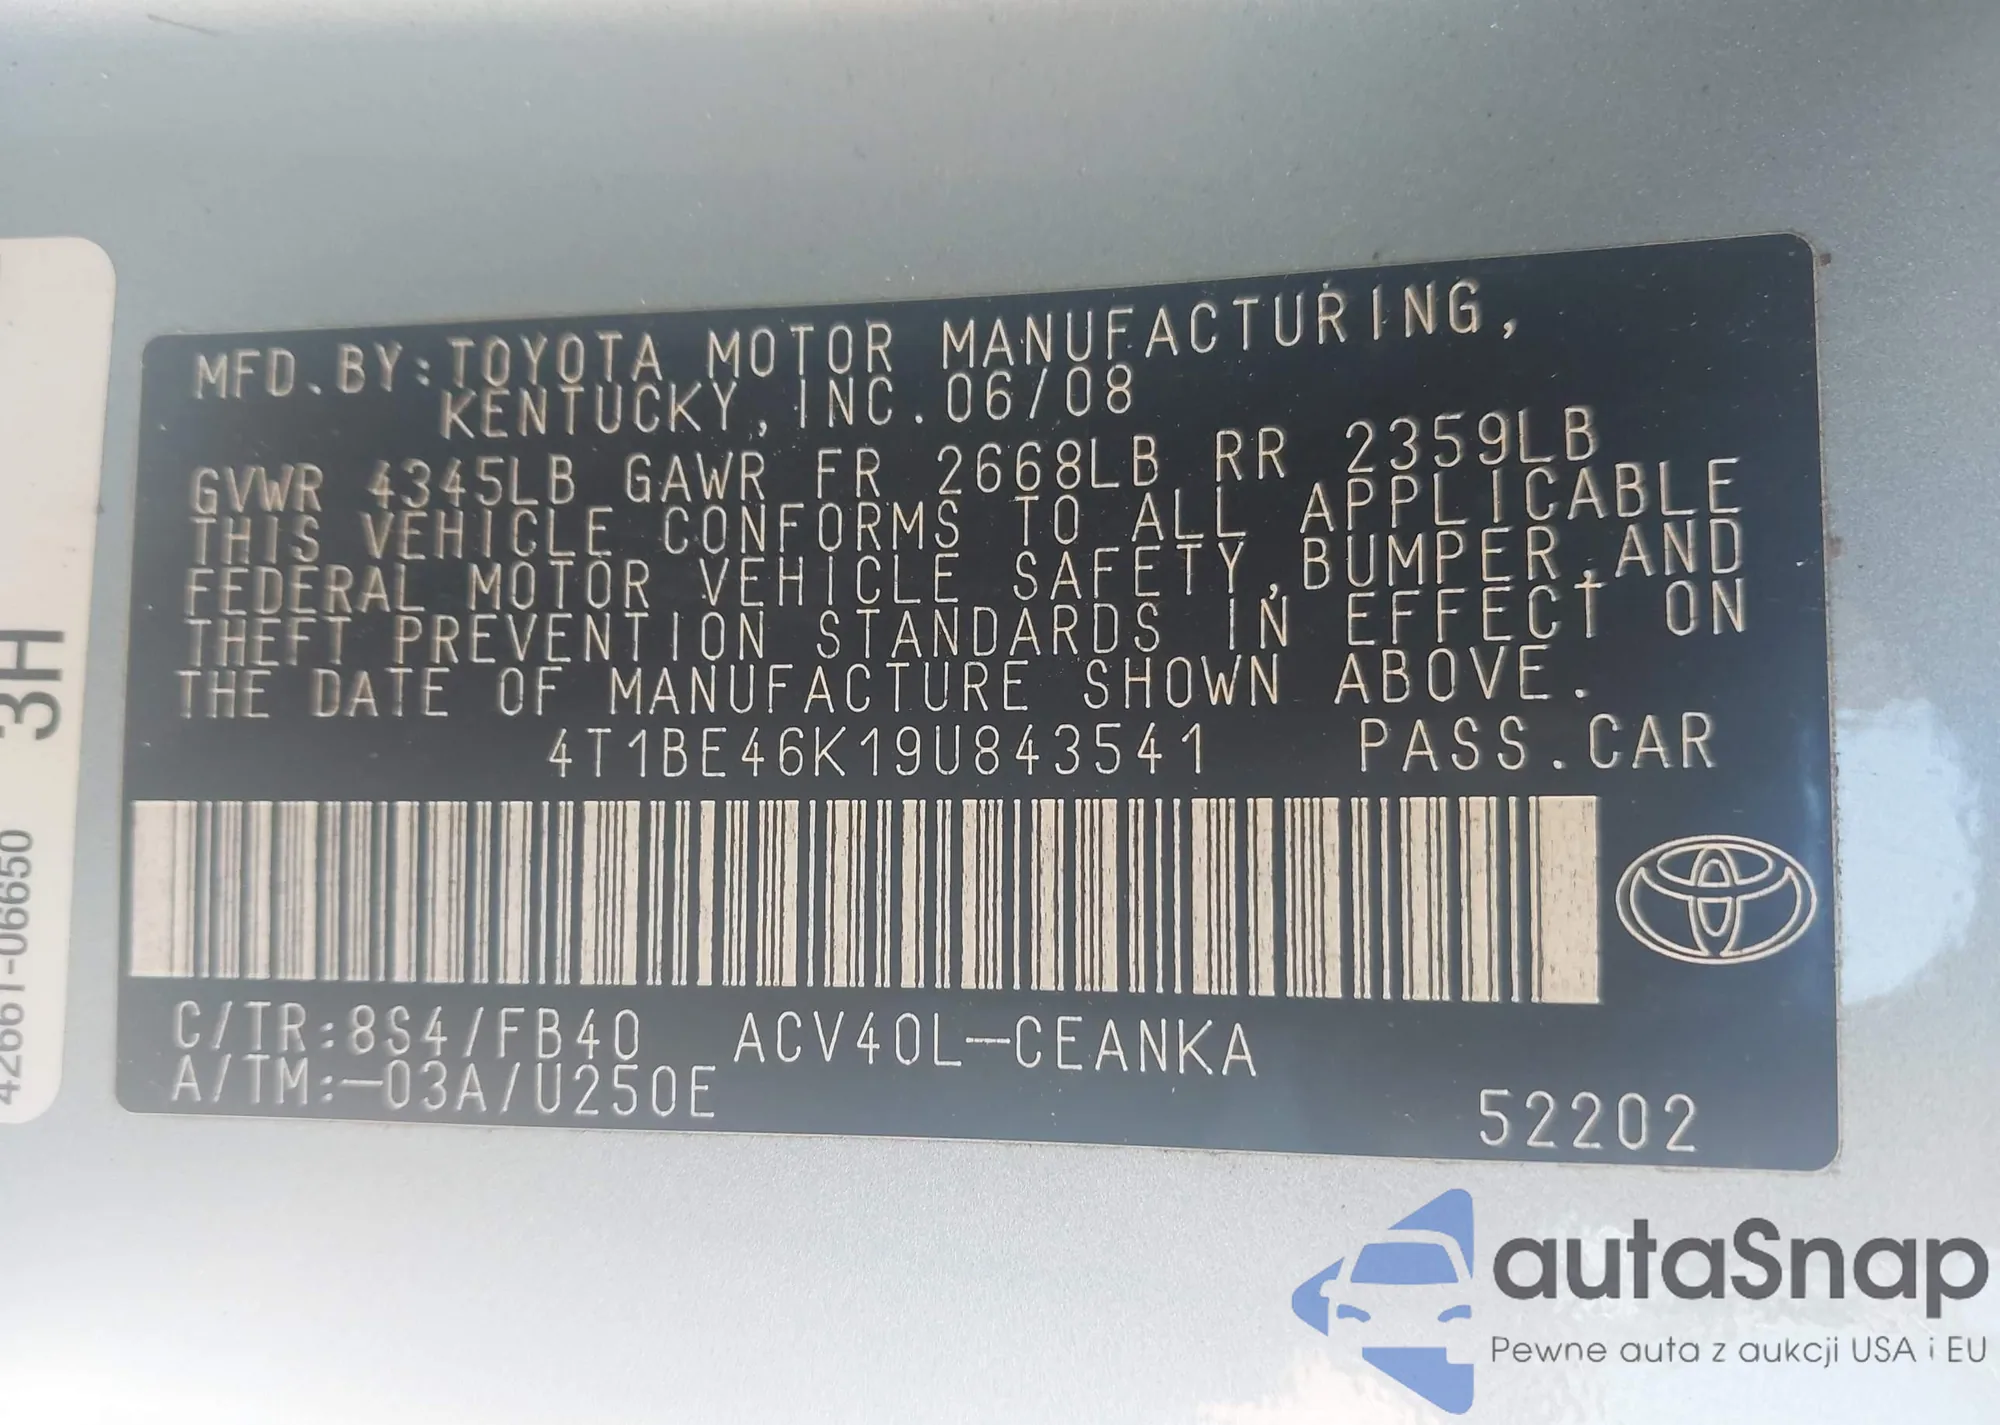 MFD. BY: TOYOTA MOTOR MANUFACTURING,
KENTUCKY, INC. 06/08
GVWR 4345LB GAWR FR 2668LB RR 2359LB
THIS VEHICLE CONFORMS TO ALL APPLICABLE
FEDERAL MOTOR VEHICLE SAFETY, BUMPER, AND
THEFT PREVENTION STANDARDS IN EFFECT ON
THE DATE OF MANUFACTURE SHOWN ABOVE.
4T1BE46K19U843541 PASS. CAR
C/TR:8S4/FB40 ACV40L-CEANKA
A/TM:-03A/U250E
52202
3H
42661-06650
autaSnap
Pewne auta z aukcji USA i EU